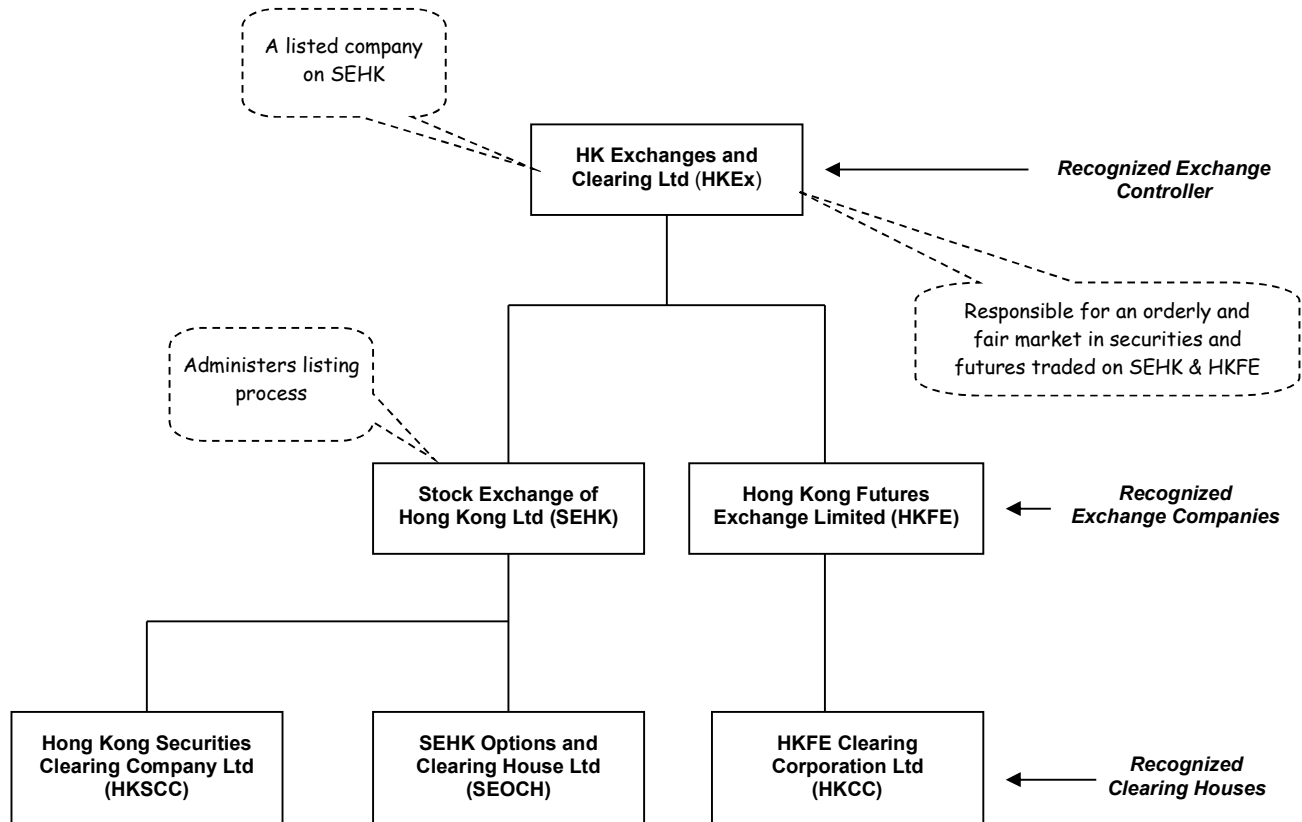 A listed company
on SEHK
HK Exchanges and
Clearing Ltd (HKEx)
Recognized Exchange
Controller
Responsible for an orderly and
fair market in securities and
futures traded on SEHK & HKFE
Administers listing
process
Stock Exchange of
Hong Kong Ltd (SEHK)
Hong Kong Futures
Exchange Limited (HKFE)
Recognized
Exchange Companies
Hong Kong Securities
Clearing Company Ltd
(HKSCC)
SEHK Options and
Clearing House Ltd
(SEOCH)
HKFE Clearing
Corporation Ltd
(HKCC)
Recognized
Clearing Houses